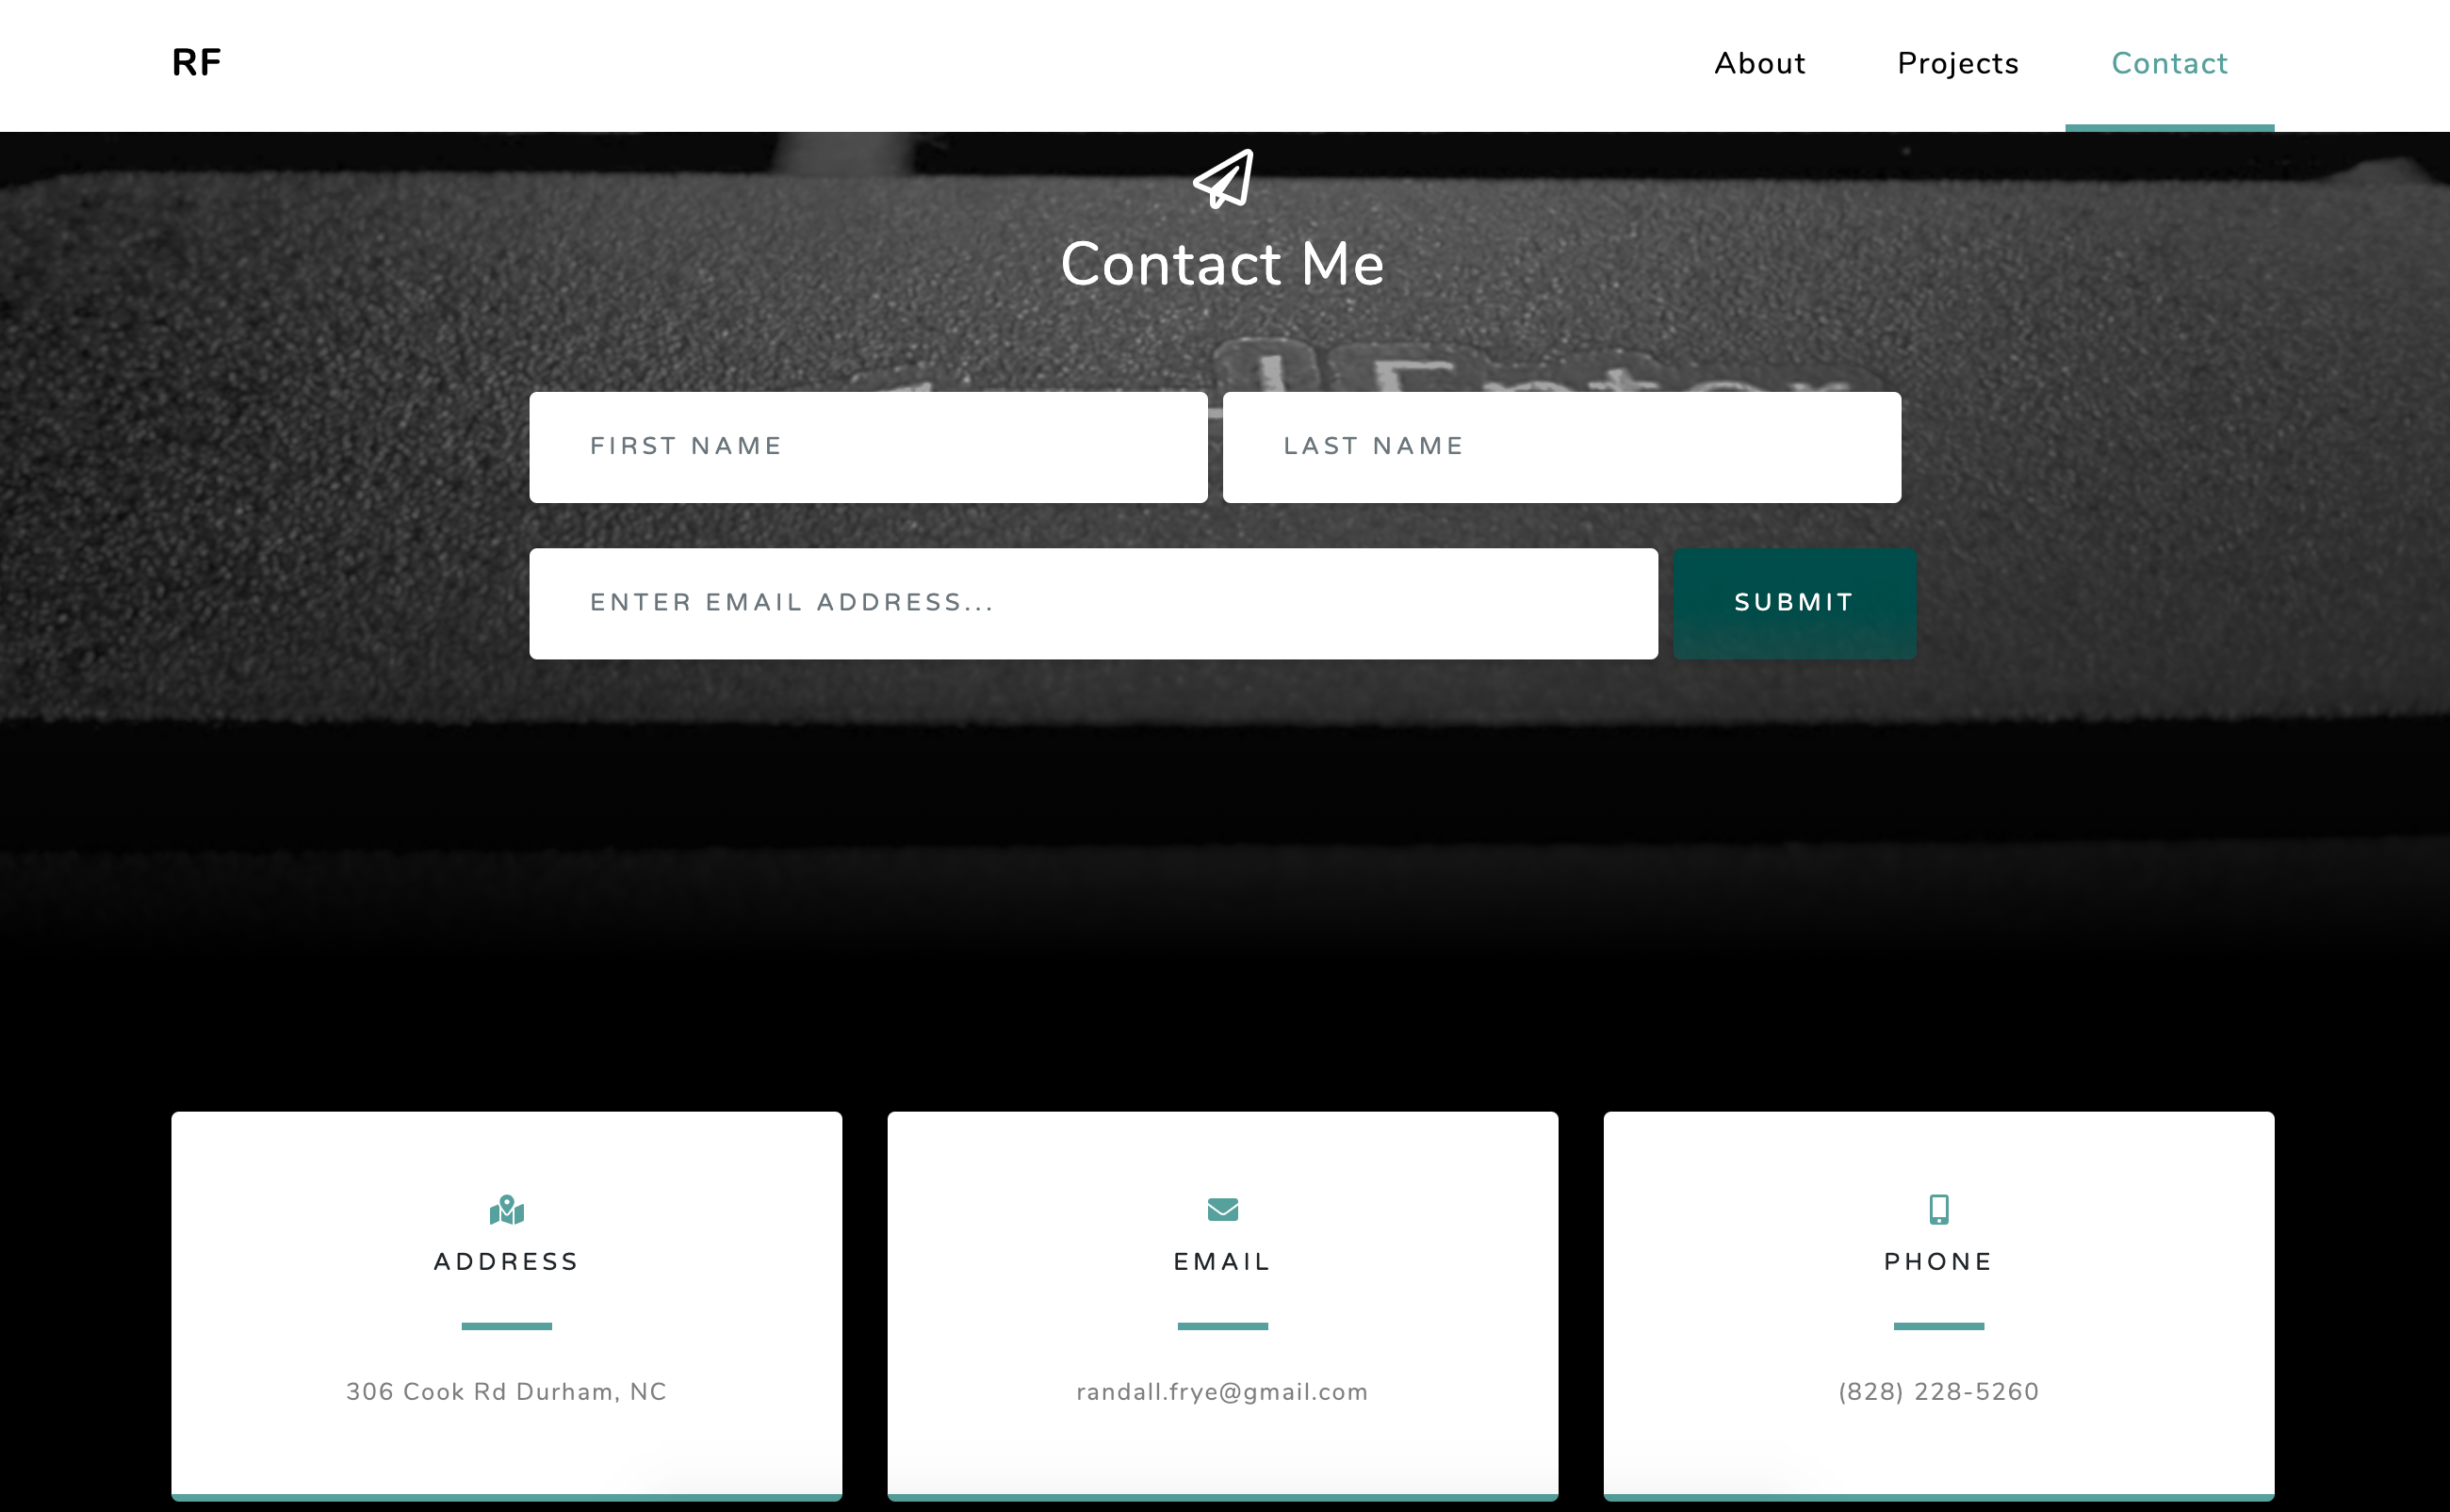 RF
About Projects Contact
Contact Me
Enter
FIRST NAME LAST NAME
ENTER EMAIL ADDRESS... SUBMIT
ADDRESS EMAIL PHONE
306 Cook Rd Durham, NC randall.frye@gmail.com (828) 228-5260